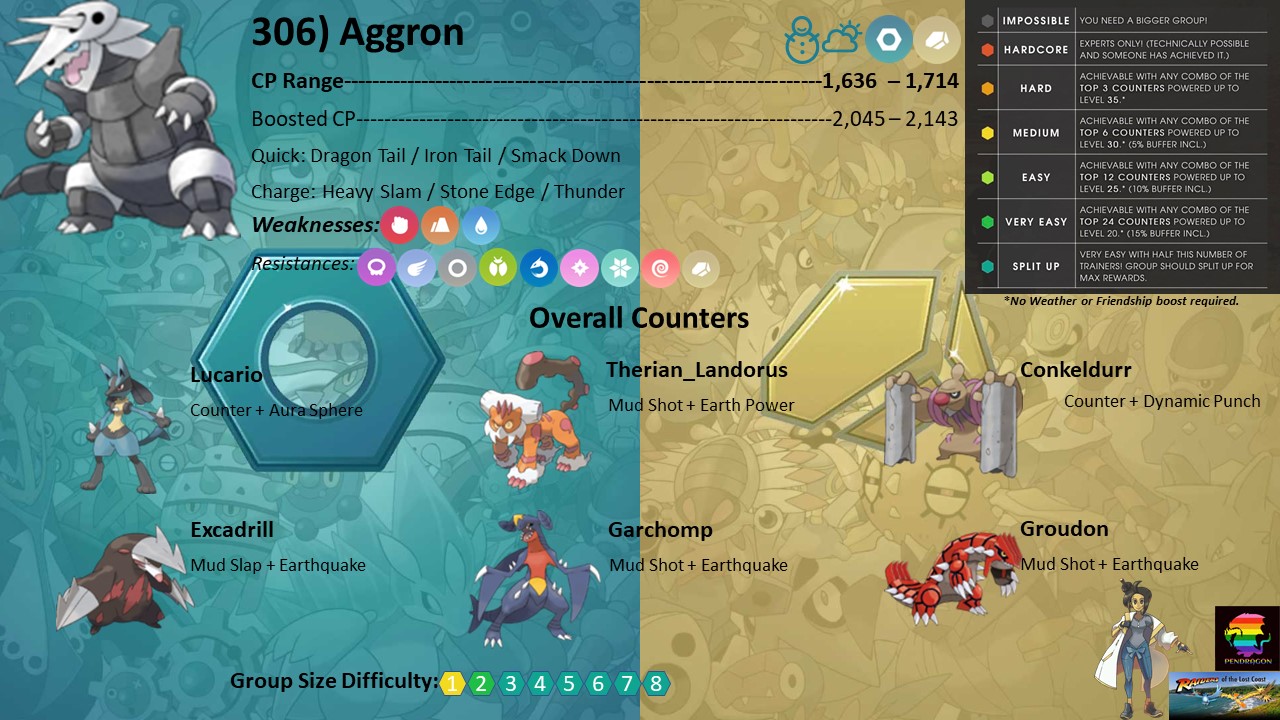 306) Aggron
CP Range--------1,636 – 1,714
Boosted CP--------2,045 – 2,143
Quick: Dragon Tail / Iron Tail / Smack Down
Charge: Heavy Slam / Stone Edge / Thunder
Weaknesses:
Resistances:
IMPOSSIBLE YOU NEED A BIGGER GROUP!
HARDCORE EXPERTS ONLY! (TECHNICALLY POSSIBLE
AND SOMEONE HAS ACHIEVED IT.)
HARD ACHIEVABLE WITH ANY COMBO OF THE
TOP 3 COUNTERS POWERED UP TO
LEVEL 35.*
MEDIUM ACHIEVABLE WITH ANY COMBO OF THE
TOP 6 COUNTERS POWERED UP TO
LEVEL 30.* (5% BUFFER INCL.)
EASY ACHIEVABLE WITH ANY COMBO OF THE
TOP 12 COUNTERS POWERED UP TO
LEVEL 25.* (10% BUFFER INCL.)
VERY EASY ACHIEVABLE WITH ANY COMBO OF THE
TOP 24 COUNTERS POWERED UP TO
LEVEL 20.* (15% BUFFER INCL.)
SPLIT UP VERY EASY WITH HALF THIS NUMBER OF
TRAINERS! GROUP SHOULD SPLIT UP FOR
MAX REWARDS.
*No Weather or Friendship boost required.
Overall Counters
Lucario
Counter + Aura Sphere
Therian_Landorus
Mud Shot + Earth Power
Conkeldurr
Counter + Dynamic Punch
Excadrill
Mud Slap + Earthquake
Garchomp
Mud Shot + Earthquake
Groudon
Mud Shot + Earthquake
Group Size Difficulty: 1 2 3 4 5 6 7 8
PENDRAGON
RAIDERS of the Lost Coast